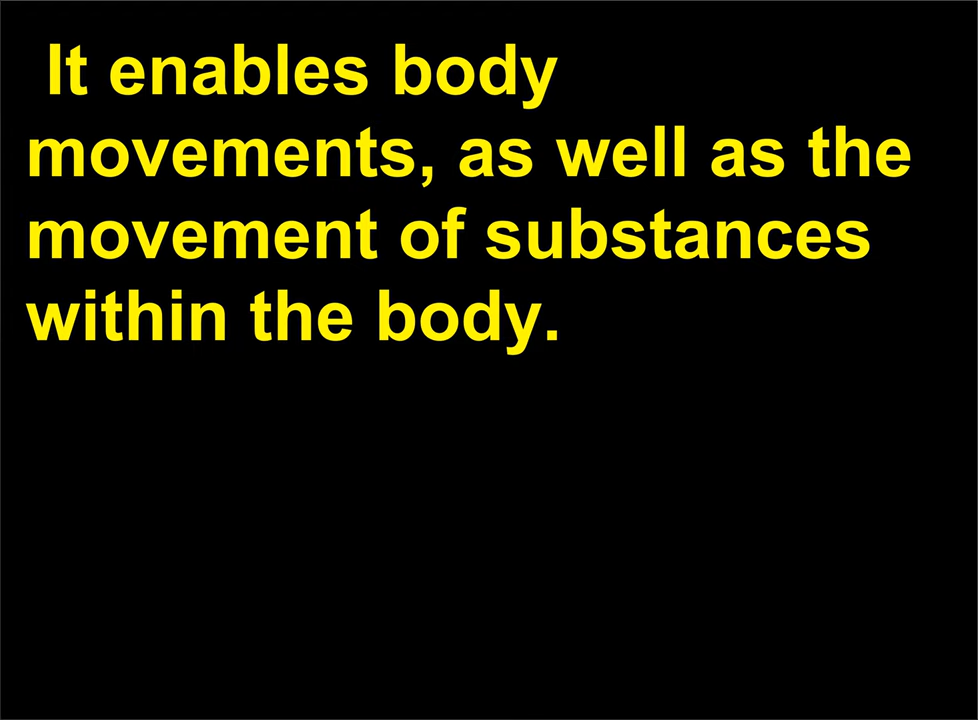 It enables body
movements, as well as the
movement of substances
within the body.